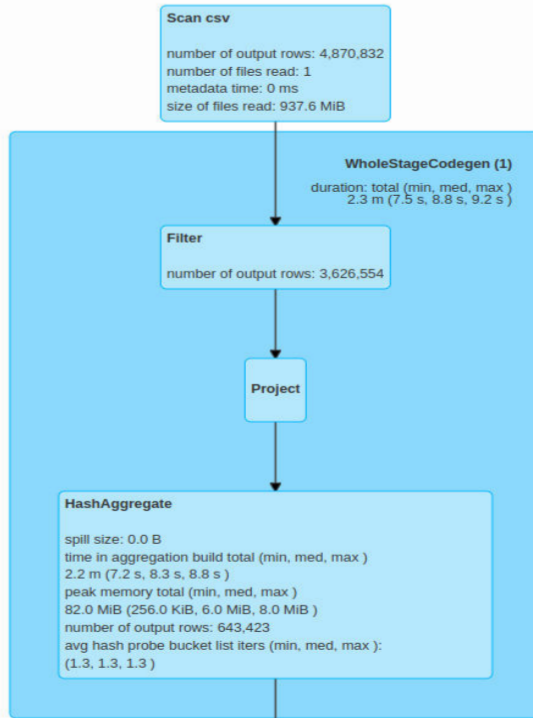 Scan csv
number of output rows: 4,870,832
number of files read: 1
metadata time: 0 ms
size of files read: 937.6 MiB
WholeStageCodegen (1)
duration: total (min, med, max )
2.3 m (7.5 s, 8.8 s, 9.2 s )
Filter
number of output rows: 3,626,554
Project
HashAggregate
spill size: 0.0 B
time in aggregation build total (min, med, max )
2.2 m (7.2 s, 8.3 s, 8.8 s )
peak memory total (min, med, max )
82.0 MiB (256.0 KiB, 6.0 MiB, 8.0 MiB )
number of output rows: 643,423
avg hash probe bucket list iters (min, med, max ):
(1.3, 1.3, 1.3 )